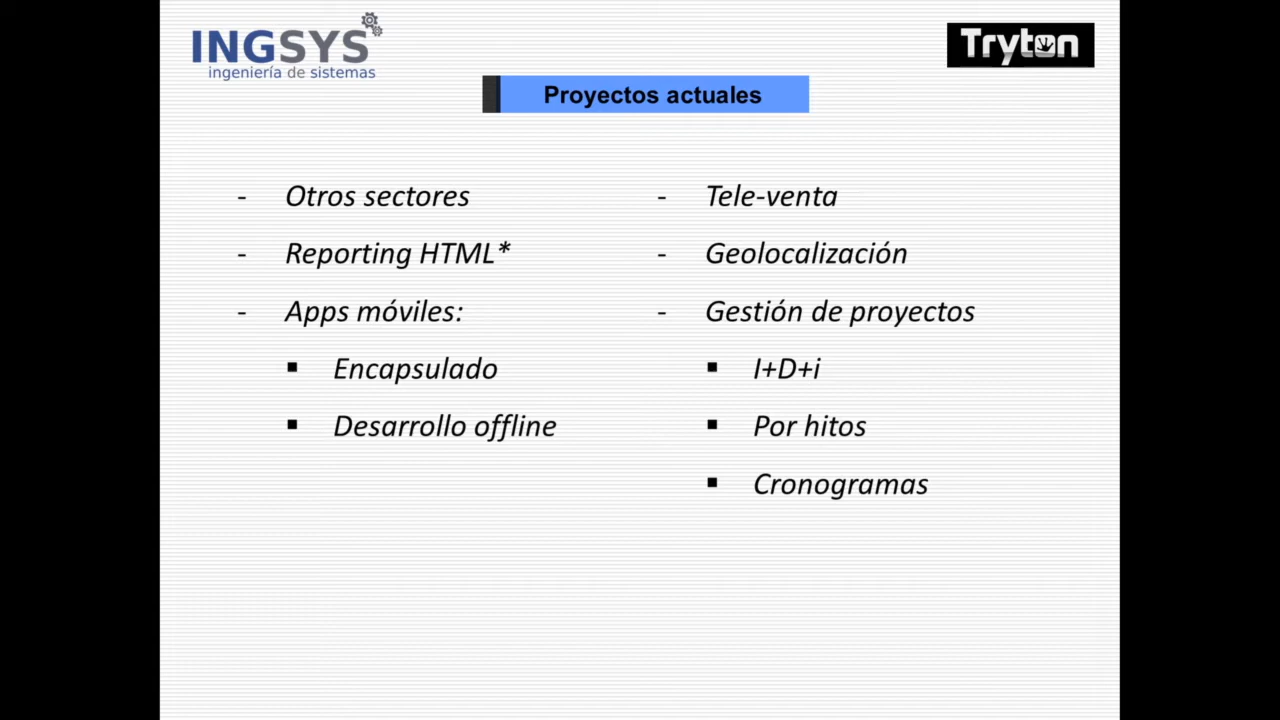 INGSYS
ingeniería de sistemas
Tryton
Proyectos actuales
- Otros sectores
- Reporting HTML*
- Apps móviles:
▪ Encapsulado
▪ Desarrollo offline
- Tele-venta
- Geolocalización
- Gestión de proyectos
▪ I+D+i
▪ Por hitos
▪ Cronogramas